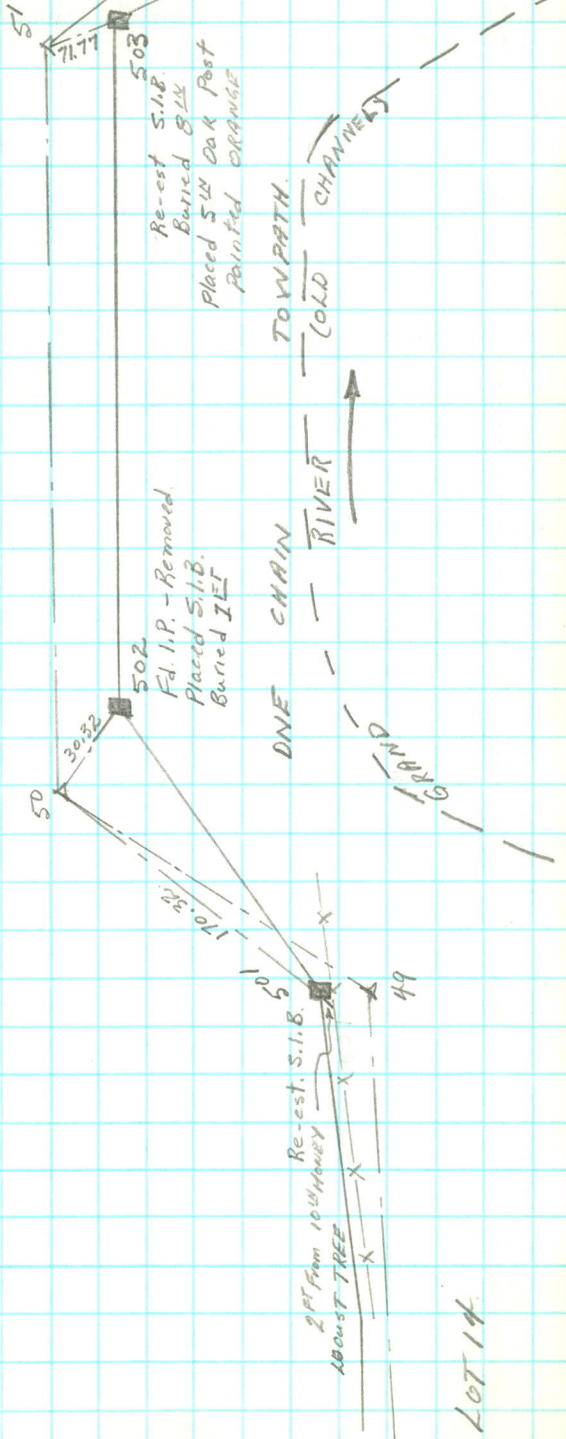 51
71.77
503
Re-est S.I.B.
Buried 8 IN
Placed 5 IN Oak Post
Painted ORANGE
TOWPATH
(OLD CHANNEL)
50
30.32
502
Fd. I.P. - Removed
Placed S.I.B.
Buried 1 FT
ONE CHAIN
GRAND RIVER
501
49
Re-est. S.I.B.
2 FT From 10 IN HONEY
LOCUST TREE
LOT 14